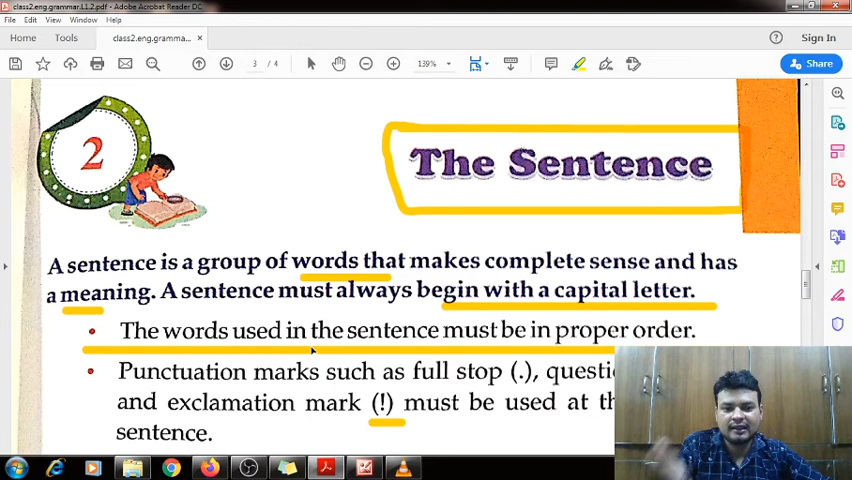 class2.eng.grammar.L1.2.pdf - Adobe Acrobat Reader DC
File Edit View Window Help
Home Tools class2.eng.gramma... × Sign In
3 / 4 139% Share
2
The Sentence
A sentence is a group of words that makes complete sense and has
a meaning. A sentence must always begin with a capital letter.
• The words used in the sentence must be in proper order.
• Punctuation marks such as full stop (.), questi
and exclamation mark (!) must be used at th
sentence.